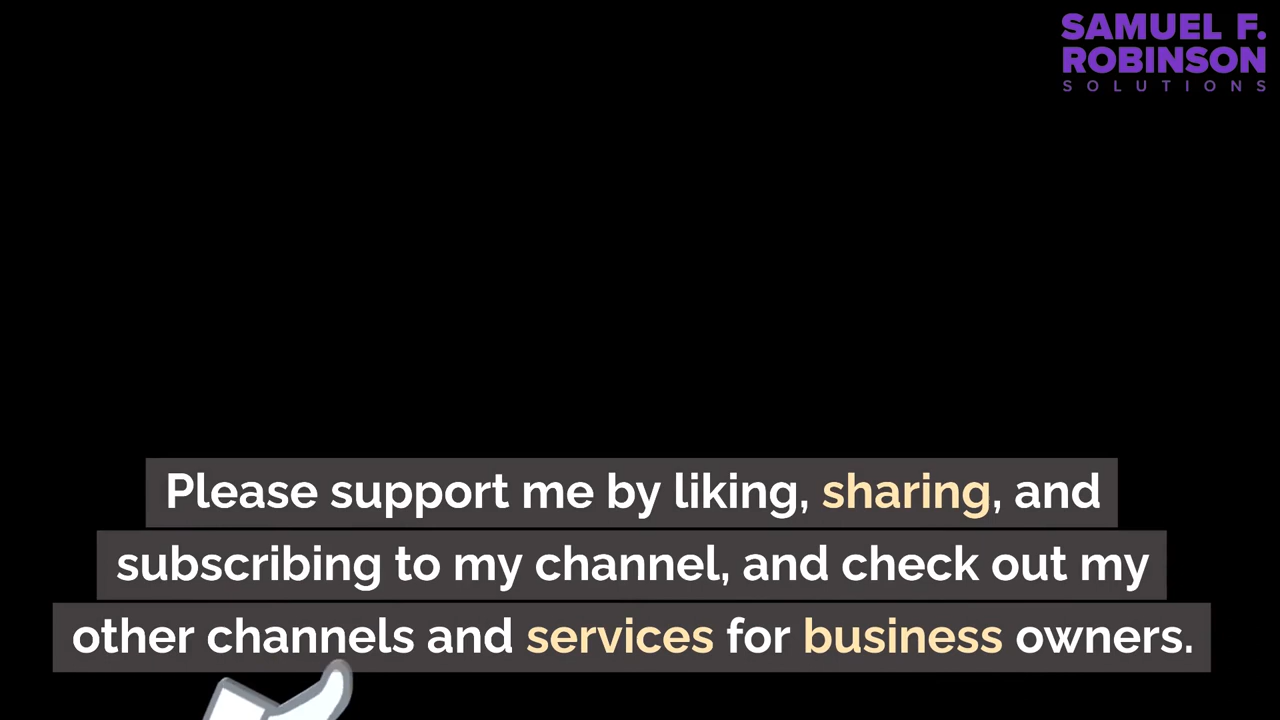 SAMUEL F.
ROBINSON
SOLUTIONS
Please support me by liking, sharing, and
subscribing to my channel, and check out my
other channels and services for business owners.